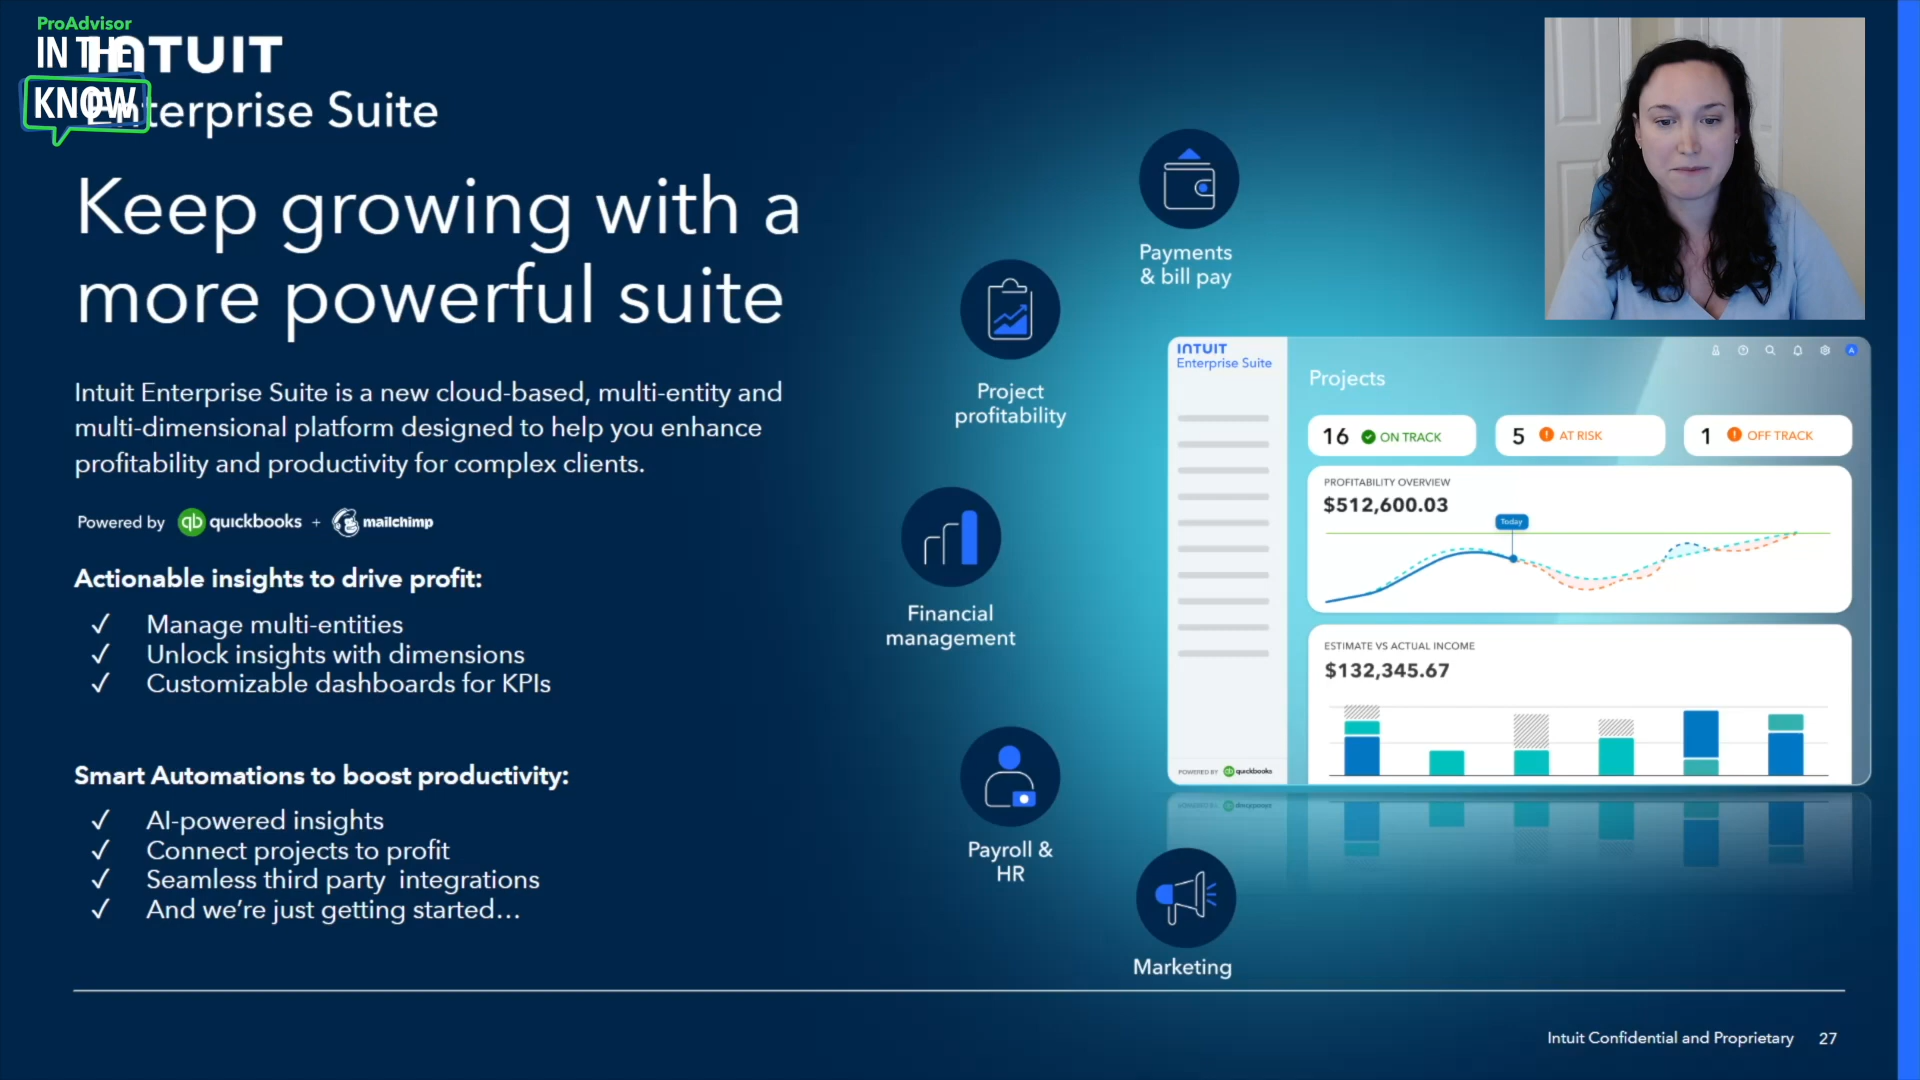 ProAdvisor
IN THE
KNOW
INTUIT
Enterprise Suite
Keep growing with a
more powerful suite
Intuit Enterprise Suite is a new cloud-based, multi-entity and
multi-dimensional platform designed to help you enhance
profitability and productivity for complex clients.
Powered by qb quickbooks + mailchimp
Actionable insights to drive profit:
✓ Manage multi-entities
✓ Unlock insights with dimensions
✓ Customizable dashboards for KPIs
Smart Automations to boost productivity:
✓ AI-powered insights
✓ Connect projects to profit
✓ Seamless third party integrations
✓ And we’re just getting started…
Payments
& bill pay
Project
profitability
Financial
management
Payroll &
HR
Marketing
INTUIT
Enterprise Suite
A
Projects
16 ON TRACK
5 AT RISK
1 OFF TRACK
PROFITABILITY OVERVIEW
$512,600.03
Today
ESTIMATE VS ACTUAL INCOME
$132,345.67
POWERED BY qb quickbooks
Intuit Confidential and Proprietary 27